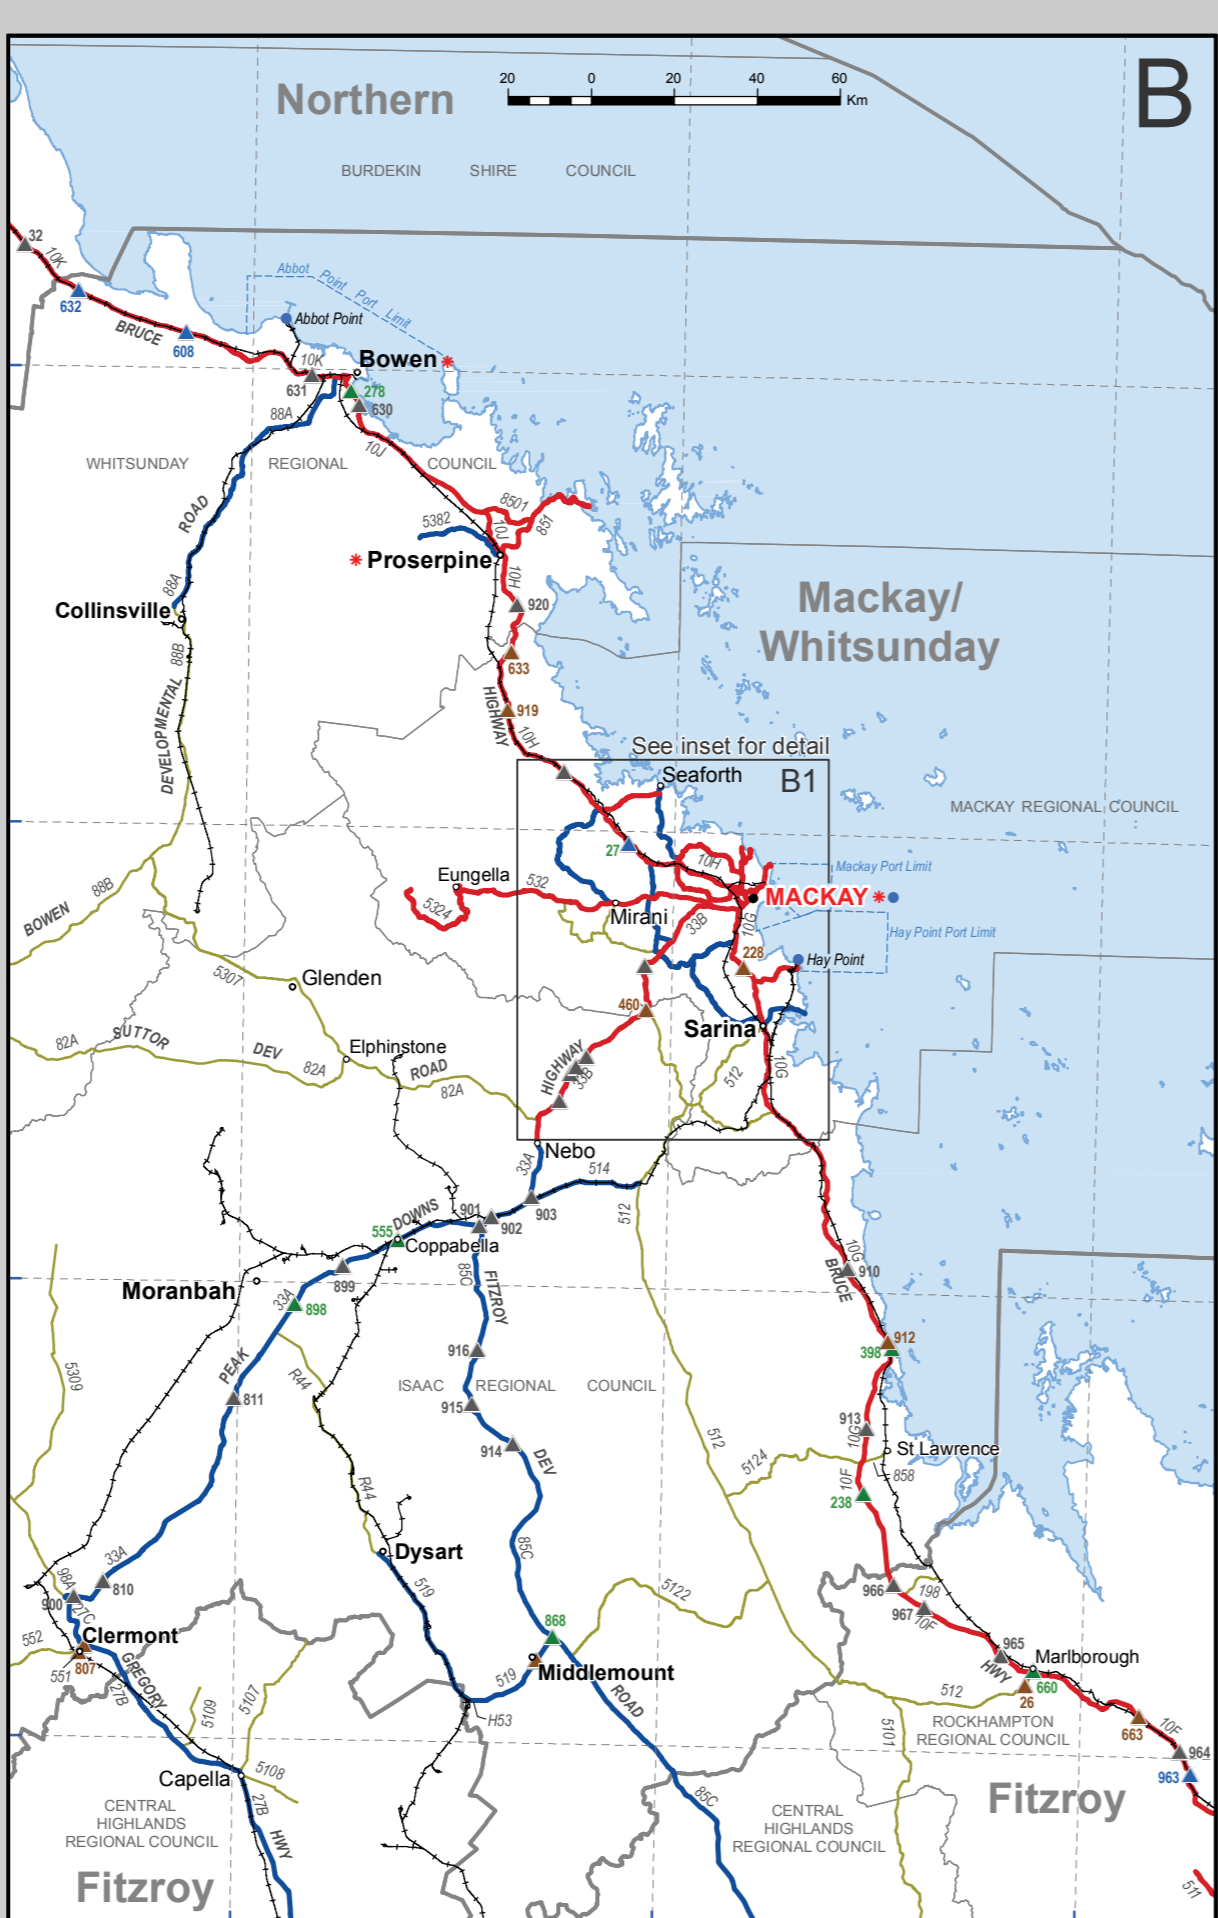 B
20 0 20 40 60
Km
Northern
BURDEKIN SHIRE COUNCIL
32
10K
632
BRUCE
608
Abbot Point Port Limit
Abbot Point
10K
Bowen
631
278
630
88A
10J
WHITSUNDAY REGIONAL COUNCIL
ROAD
5382
8501
10J
851
Proserpine
10H
88A
920
Collinsville
88B
Mackay/
Whitsunday
633
DEVELOPMENTAL
HIGHWAY
919
10H
See inset for detail
Seaforth
B1
MACKAY REGIONAL COUNCIL
27
10H
Mackay Port Limit
88B
BOWEN
Eungella
532
5324
Mirani
MACKAY
33B
10G
Hay Point Port Limit
228
Hay Point
5307
Glenden
460
Sarina
82A
SUTTOR
DEV
82A
Elphinstone
ROAD
82A
HIGHWAY
33B
512
10G
Nebo
33A
514
903
512
DOWNS
901
902
555
Coppabella
85C
FITZROY
899
Moranbah
33A
898
10G
BRUCE
910
912
398
916
PEAK
R44
5309
811
ISAAC REGIONAL COUNCIL
915
914
DEV
512
5124
913
10G
St Lawrence
858
10F
238
R44
85C
Dysart
519
33A
98A
810
900
27C
5122
966
198
967
10F
552
Clermont
551
807
868
965
Marlborough
HWY
GREGORY
27B
Middlemount
519
ROAD
660
26
512
5109
5107
H53
ROCKHAMPTON
REGIONAL COUNCIL
5101
663
10F
964
963
Capella
5108
27B
85C
Fitzroy
CENTRAL
HIGHLANDS
REGIONAL COUNCIL
HWY
CENTRAL
HIGHLANDS
REGIONAL COUNCIL
Fitzroy
511